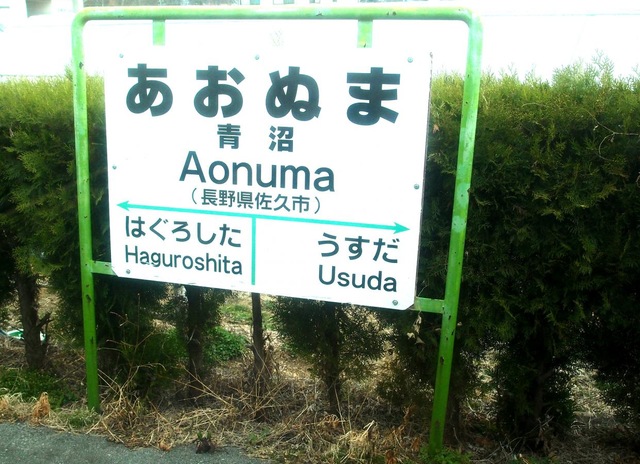 あおぬま
青沼
Aonuma
(長野県佐久市)
はぐろした うすだ
Haguroshita Usuda